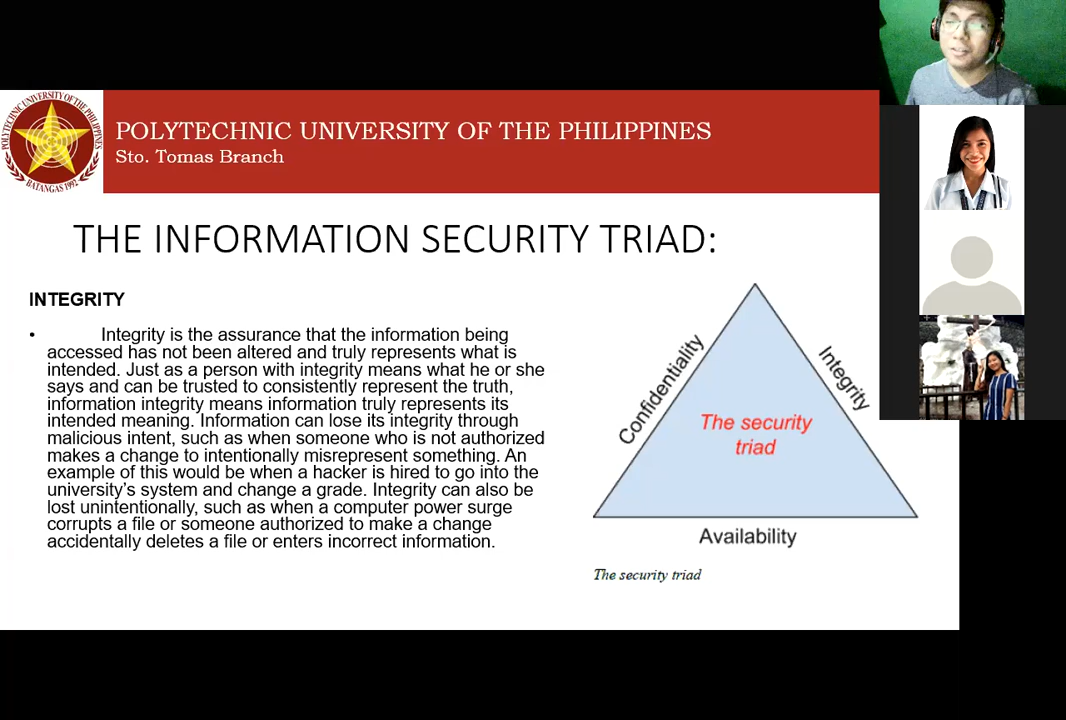 POLYTECHNIC UNIVERSITY OF THE PHILIPPINES
BATANGAS 1992
POLYTECHNIC UNIVERSITY OF THE PHILIPPINES
Sto. Tomas Branch
THE INFORMATION SECURITY TRIAD:
INTEGRITY
• Integrity is the assurance that the information being
accessed has not been altered and truly represents what is
intended. Just as a person with integrity means what he or she
says and can be trusted to consistently represent the truth,
information integrity means information truly represents its
intended meaning. Information can lose its integrity through
malicious intent, such as when someone who is not authorized
makes a change to intentionally misrepresent something. An
example of this would be when a hacker is hired to go into the
university’s system and change a grade. Integrity can also be
lost unintentionally, such as when a computer power surge
corrupts a file or someone authorized to make a change
accidentally deletes a file or enters incorrect information.
Confidentiality
Integrity
The security
triad
Availability
The security triad